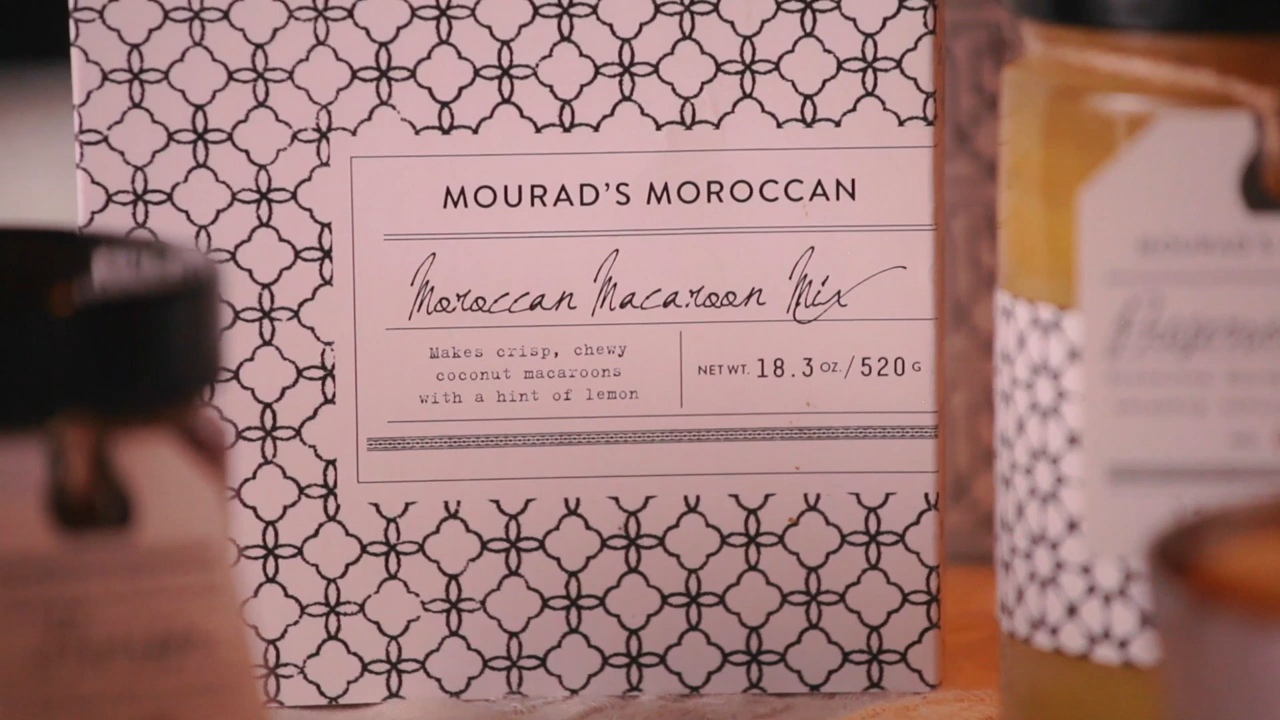 MOURAD'S MOROCCAN
Moroccan Macaroon Mix
Makes crisp, chewy
coconut macaroons
with a hint of lemon
NET WT. 18.3 OZ./520 G
MOURAD'S